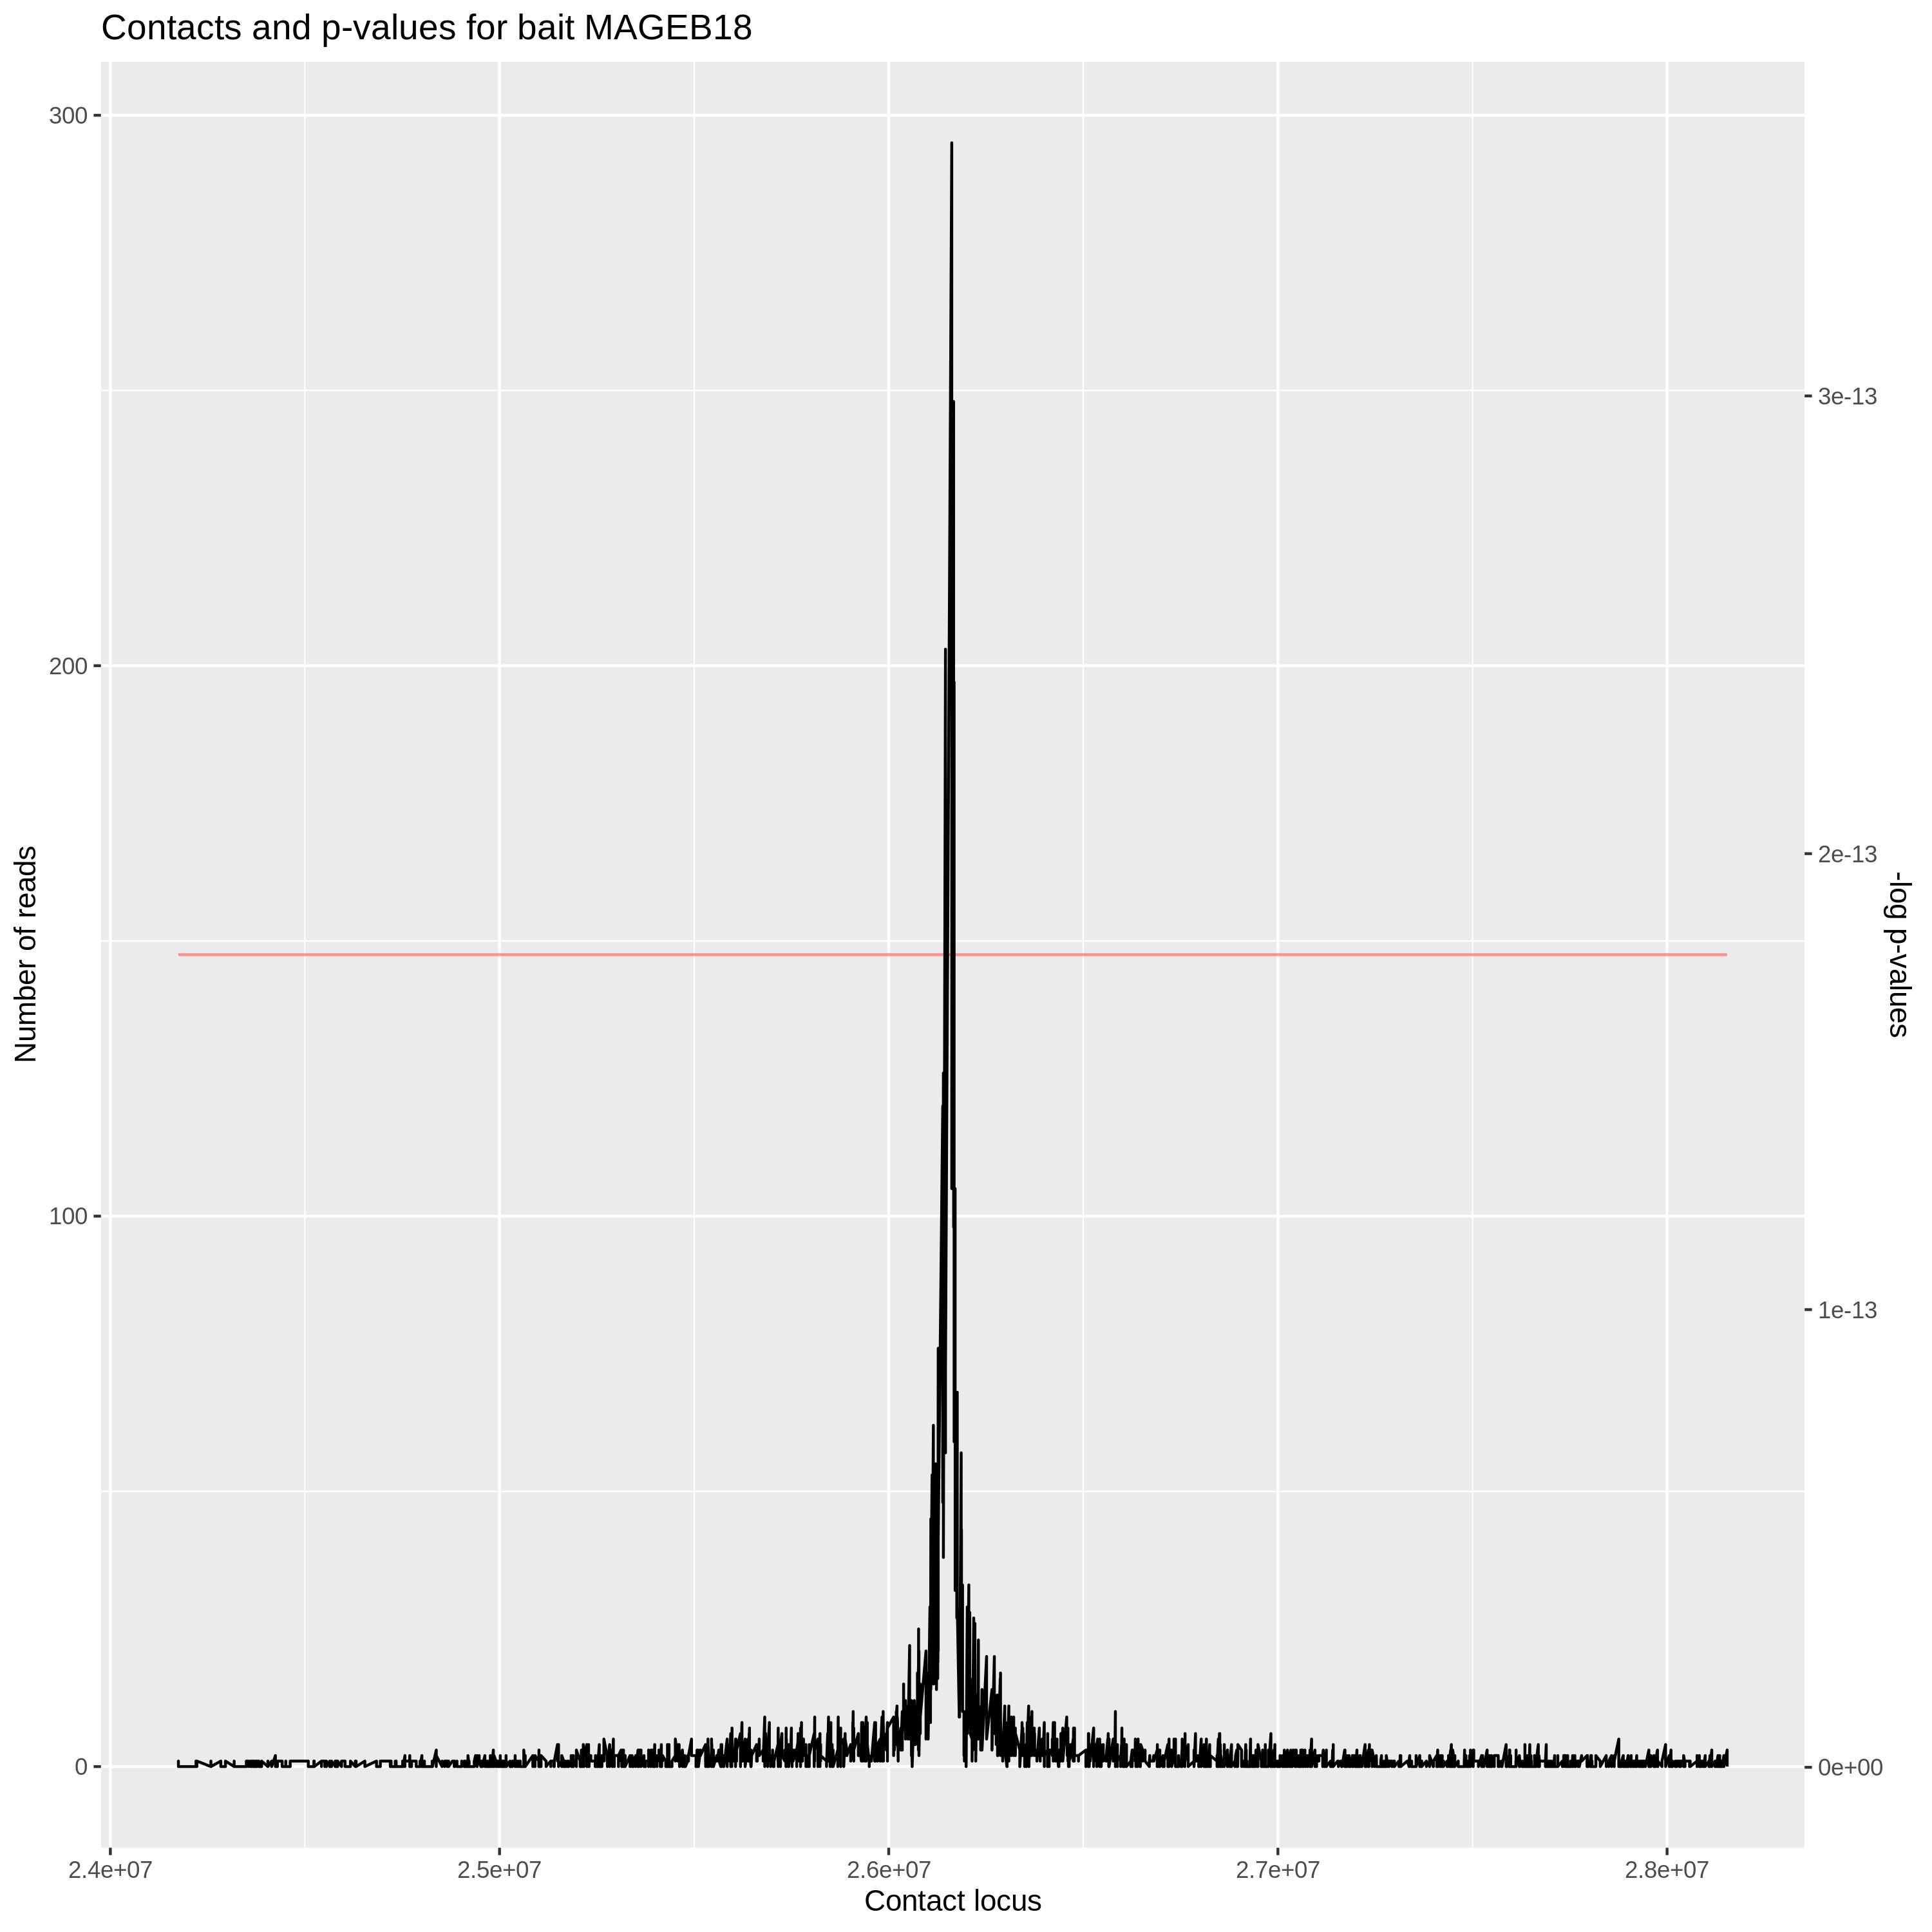 Contacts and p-values for bait MAGEB18
300
200
100
0
Number of reads
3e-13
2e-13
1e-13
0e+00
-log p-values
2.4e+07
2.5e+07
2.6e+07
2.7e+07
2.8e+07
Contact locus